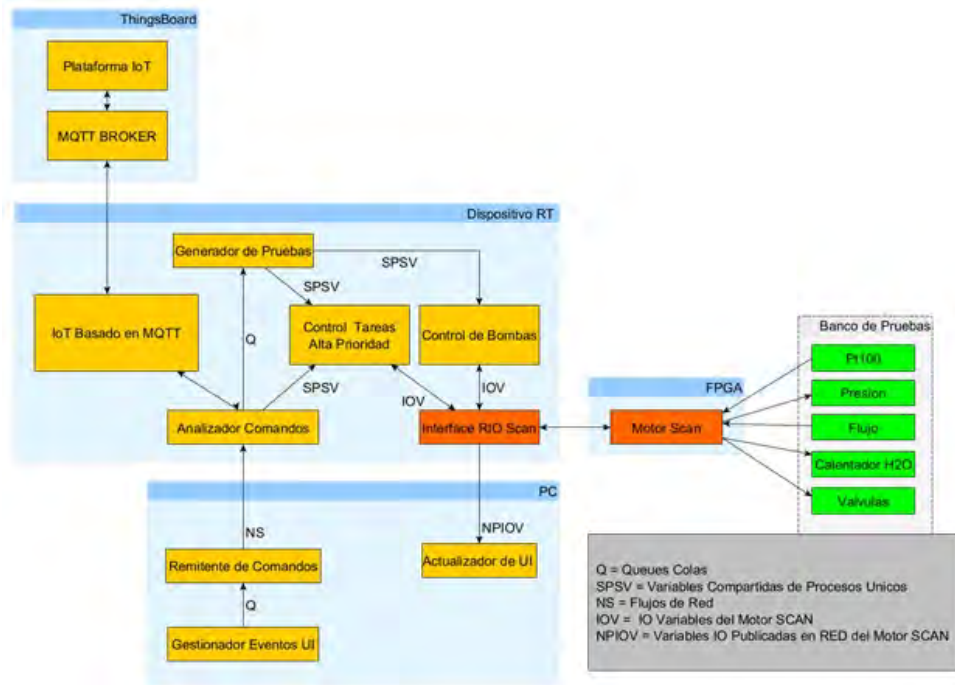 ThingsBoard
Plataforma IoT
MQTT BROKER
Dispositivo RT
Generador de Pruebas
SPSV
SPSV
IoT Basado en MQTT
Q
Control Tareas
Alta Prioridad
Control de Bombas
SPSV
IOV
IOV
Analizador Comandos
Interface RIO Scan
FPGA
Motor Scan
Banco de Pruebas
Pt100
Presion
Flujo
Calentador H2O
Valvulas
PC
NS
NPIOV
Remitente de Comandos
Actualizador de UI
Q
Gestionador Eventos UI
Q = Queues Colas
SPSV = Variables Compartidas de Procesos Unicos
NS = Flujos de Red
IOV = IO Variables del Motor SCAN
NPIOV = Variables IO Publicadas en RED del Motor SCAN